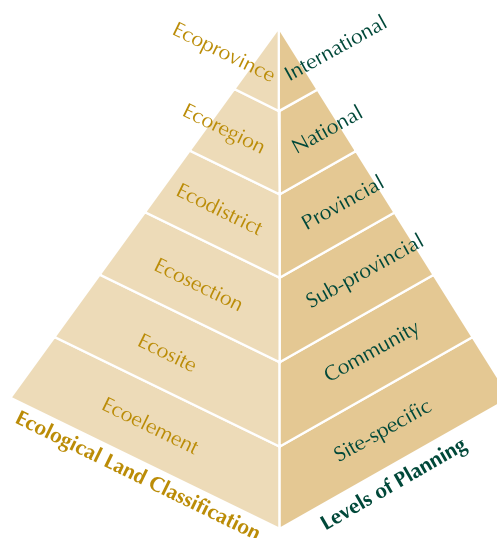 Ecoprovince
Ecoregion
Ecodistrict
Ecosection
Ecosite
Ecoelement
Ecological Land Classification
International
National
Provincial
Sub-provincial
Community
Site-specific
Levels of Planning